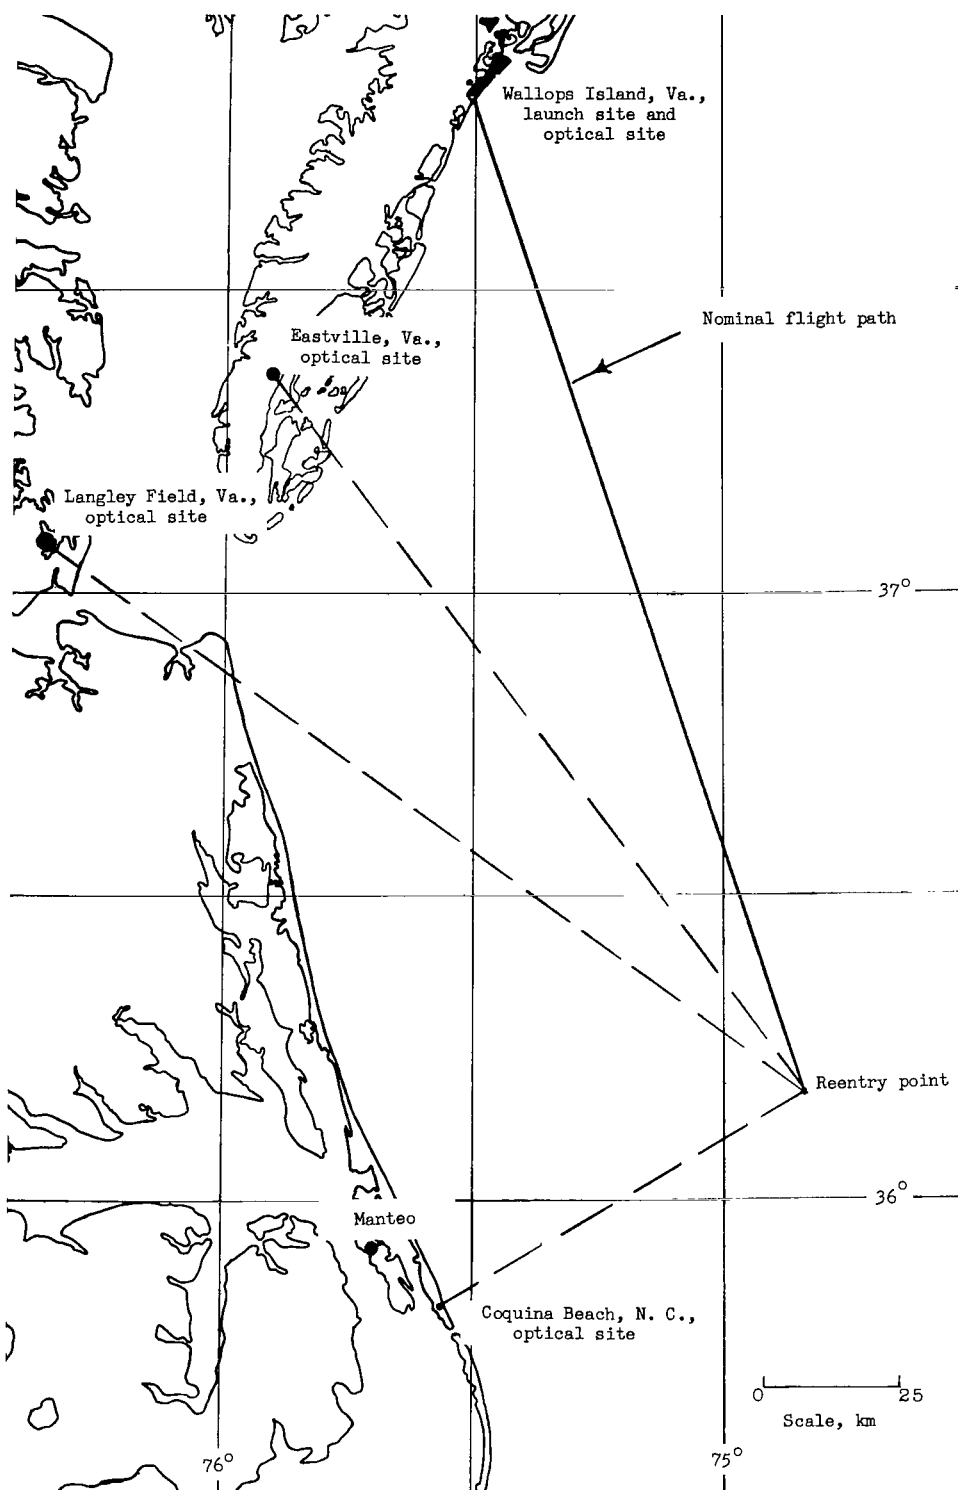 Wallops Island, Va.,
launch site and
optical site
Nominal flight path
Eastville, Va.,
optical site
Langley Field, Va.,
optical site
37°
Reentry point
36°
Manteo
Coquina Beach, N. C.,
optical site
0 25
Scale, km
76°
75°